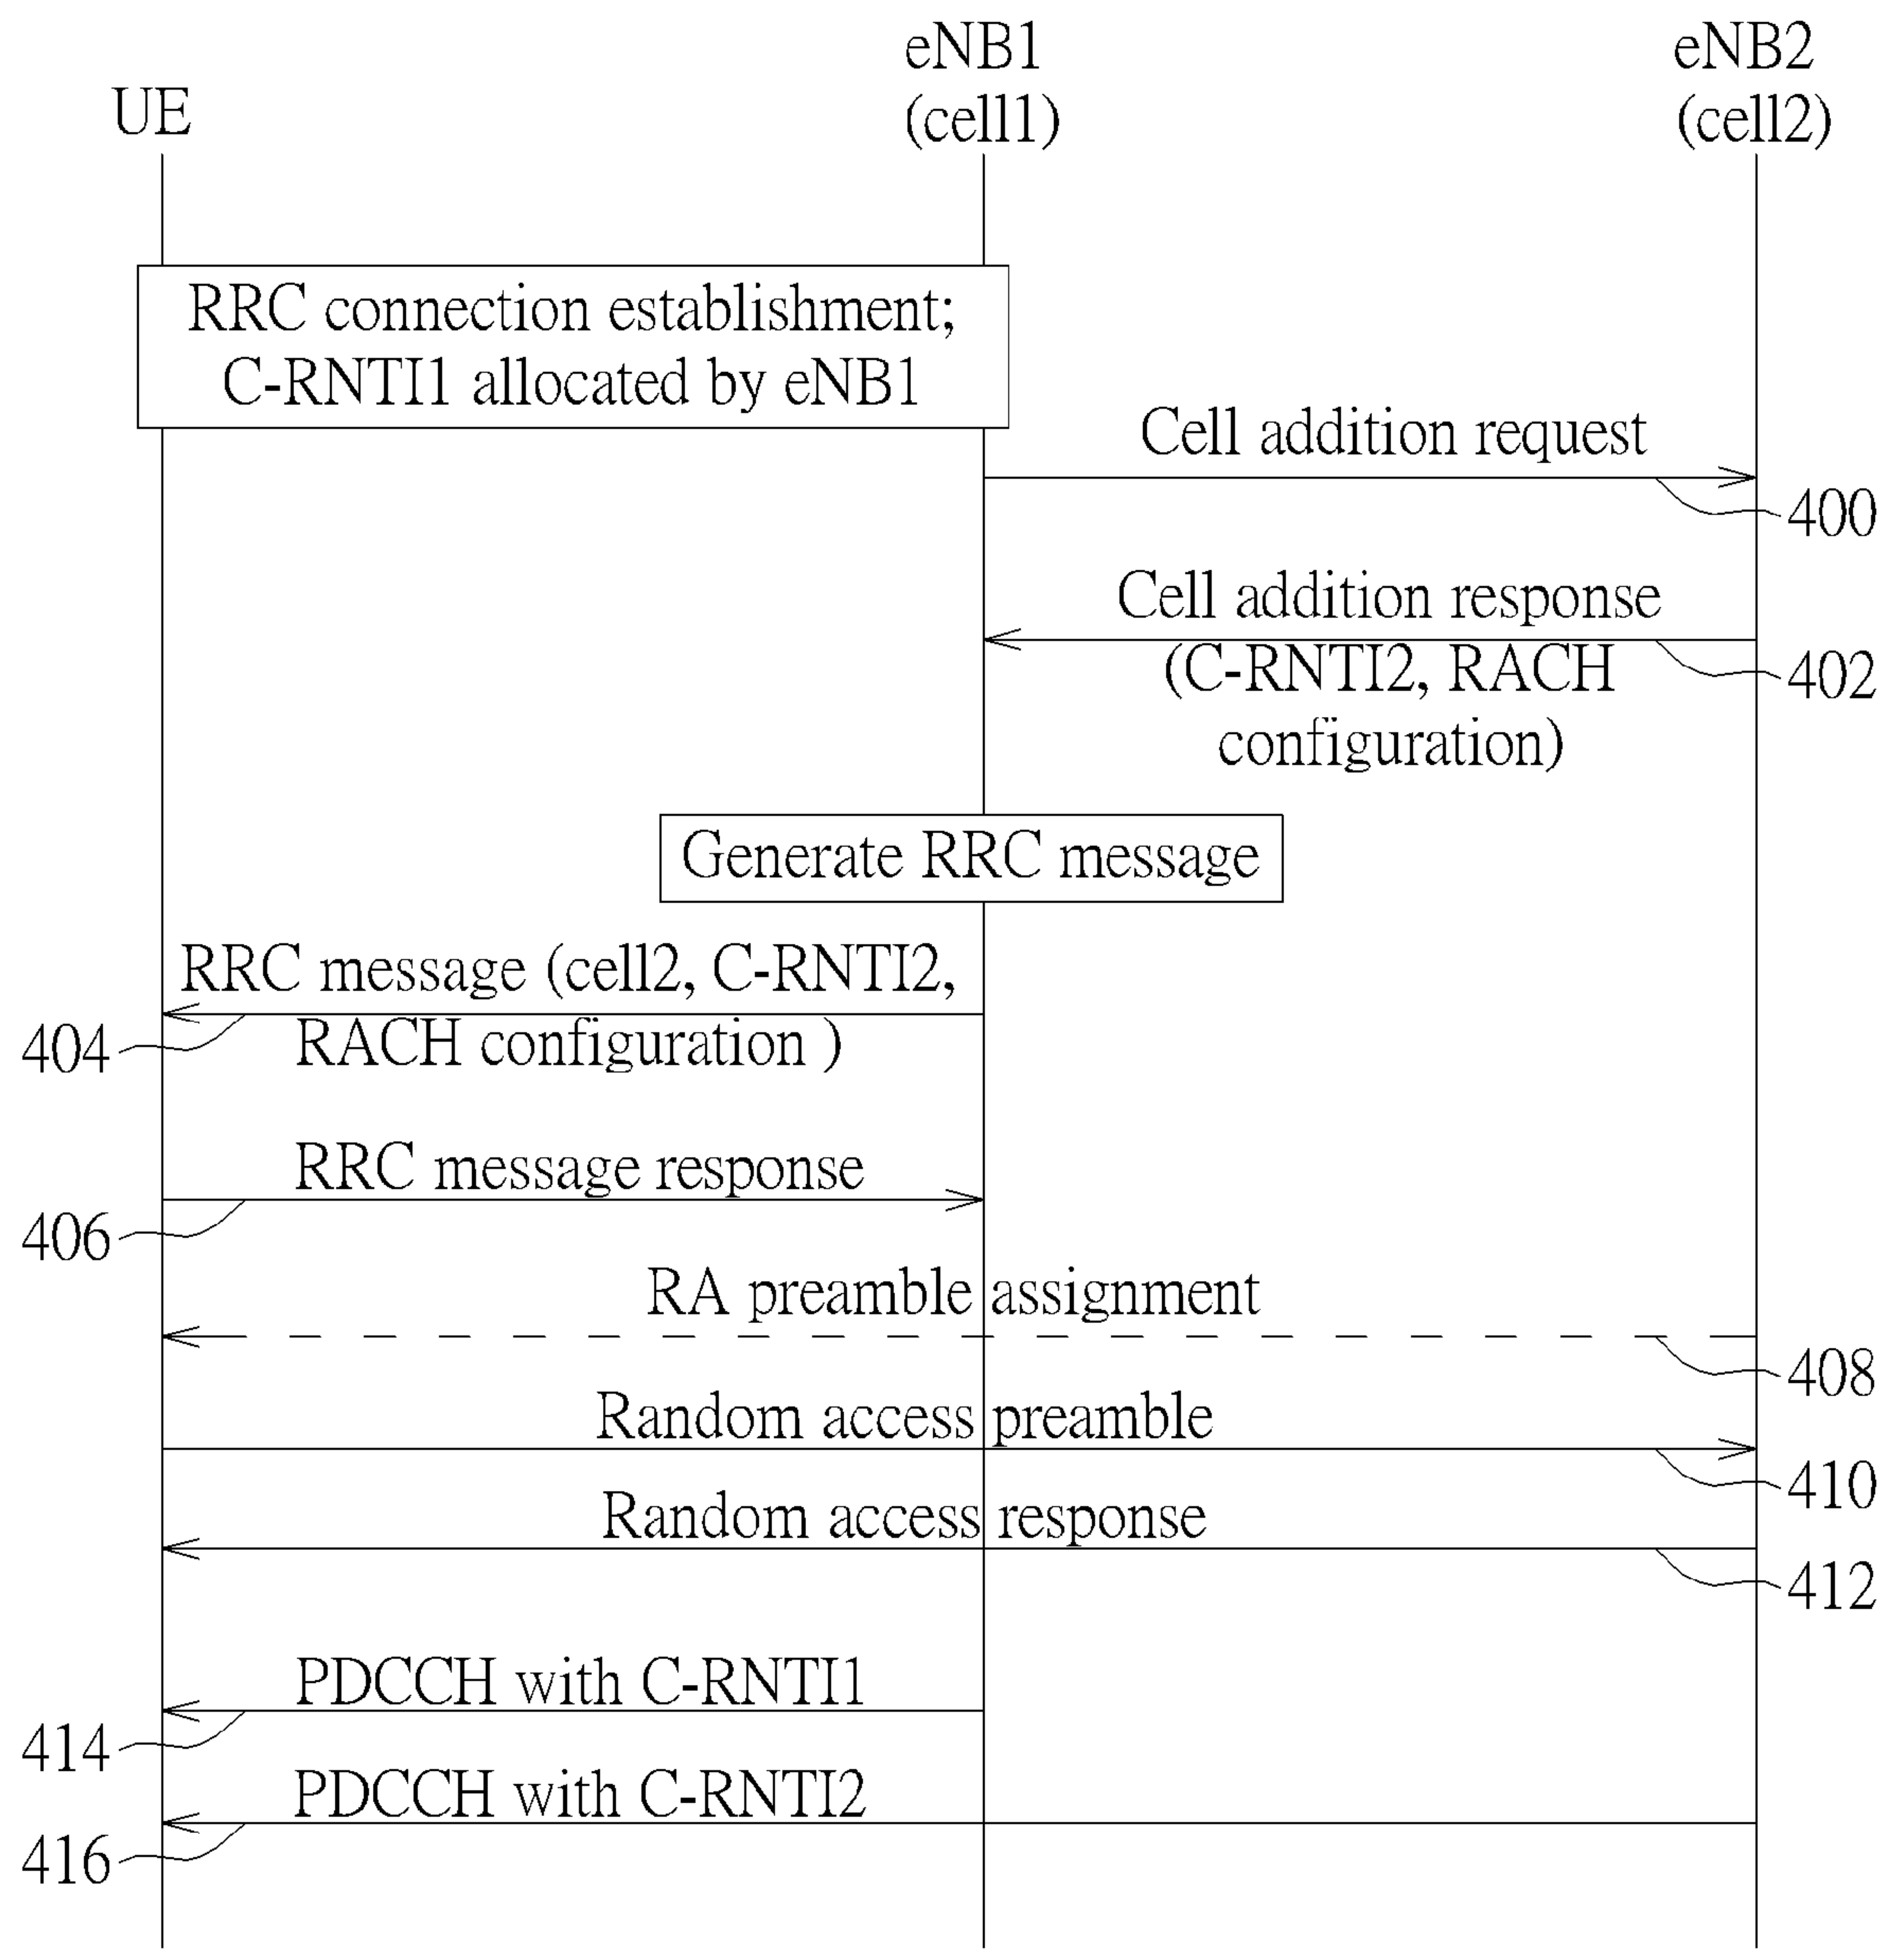 UE
eNB1
(cell1)
eNB2
(cell2)
RRC connection establishment;
C-RNTI1 allocated by eNB1
Cell addition request
400
Cell addition response
(C-RNTI2, RACH
configuration)
402
Generate RRC message
RRC message (cell2, C-RNTI2,
RACH configuration )
404
RRC message response
406
RA preamble assignment
408
Random access preamble
410
Random access response
412
PDCCH with C-RNTI1
414
PDCCH with C-RNTI2
416